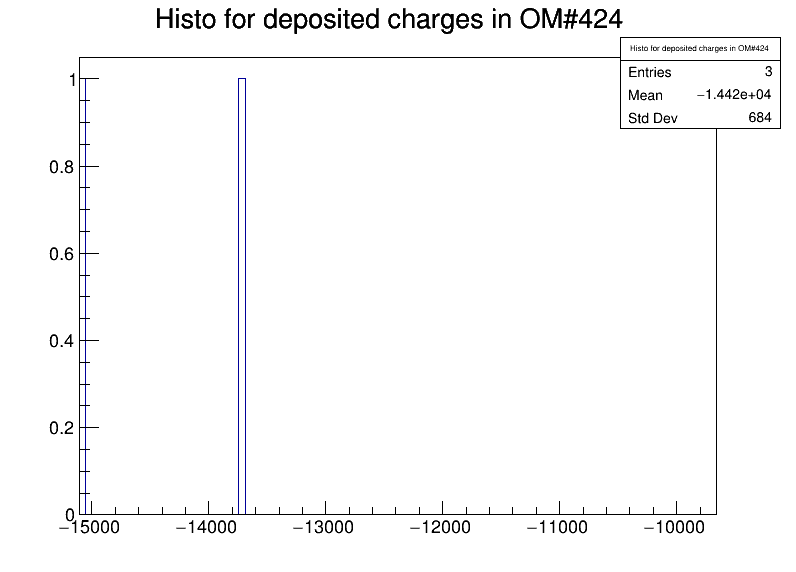 Histo for deposited charges in OM#424
Histo for deposited charges in OM#424
Entries 3
Mean −1.442e+04
Std Dev 684
1
0.8
0.6
0.4
0.2
0
−15000 −14000 −13000 −12000 −11000 −10000